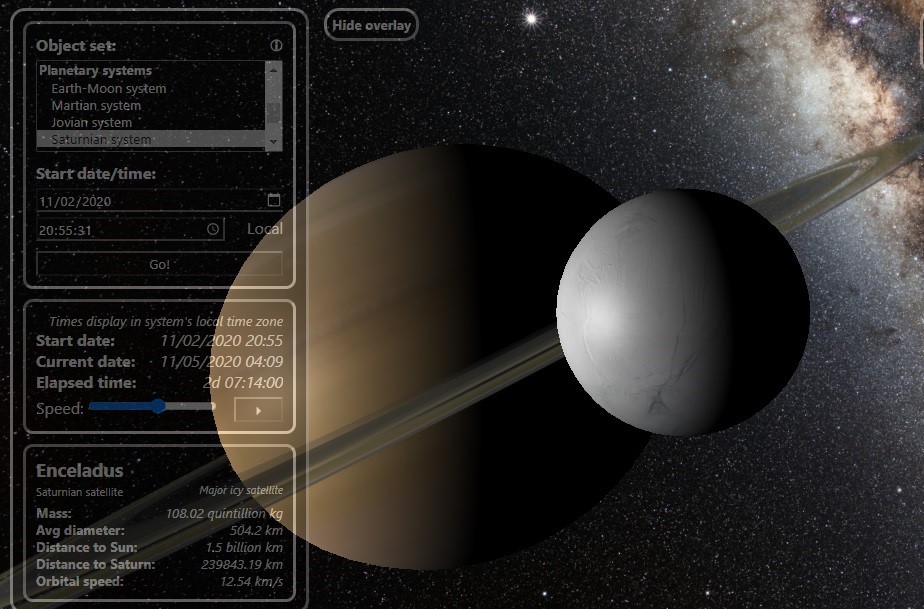 Hide overlay
Object set:
Planetary systems
Earth-Moon system
Martian system
Jovian system
Saturnian system
Start date/time:
11/02/2020
20:55:31 Local
Go!
Times display in system's local time zone
Start date: 11/02/2020 20:55
Current date: 11/05/2020 04:09
Elapsed time: 2d 07:14:00
Speed:
Enceladus
Saturnian satellite Major icy satellite
Mass: 108.02 quintillion kg
Avg diameter: 504.2 km
Distance to Sun: 1.5 billion km
Distance to Saturn: 239843.19 km
Orbital speed: 12.54 km/s